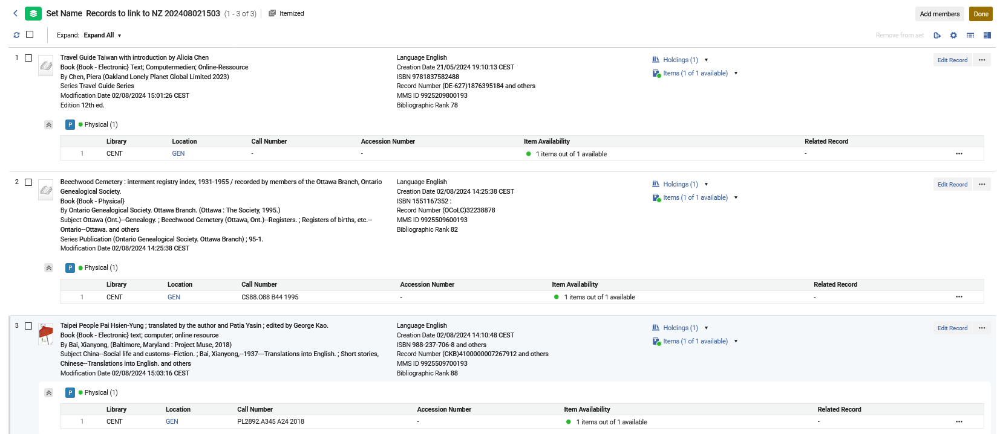 Set Name Records to link to NZ 202408021503 (1 - 3 of 3) Itemized Add members Done
Expand: Expand All Remove from set
1 Travel Guide Taiwan with introduction by Alicia Chen
Book {Book - Electronic} Text; Computermedien; Online-Ressource
By Chen, Piera (Oakland Lonely Planet Global Limited 2023)
Series Travel Guide Series
Modification Date 02/08/2024 15:01:26 CEST
Edition 12th ed.
Language English
Creation Date 21/05/2024 19:10:13 CEST
ISBN 9781837582488
Record Number (DE-627)1876395184 and others
MMS ID 9925209800193
Bibliographic Rank 78
Holdings (1)
Items (1 of 1 available)
Edit Record
P Physical (1)
Library Location Call Number Accession Number Item Availability Related Record
1 CENT GEN - - 1 items out of 1 available -
2 Beechwood Cemetery : interment registry index, 1931-1955 / recorded by members of the Ottawa Branch, Ontario
Genealogical Society.
Book {Book - Physical}
By Ontario Genealogical Society. Ottawa Branch. (Ottawa : The Society, 1995.)
Subject Ottawa (Ont.)--Genealogy. ; Beechwood Cemetery (Ottawa, Ont.)--Registers. ; Registers of births, etc.--
Ontario--Ottawa. and others
Series Publication (Ontario Genealogical Society. Ottawa Branch) ; 95-1.
Modification Date 02/08/2024 14:25:38 CEST
Language English
Creation Date 02/08/2024 14:25:38 CEST
ISBN 1551167352 :
Record Number (OCoLC)32238878
MMS ID 9925509600193
Bibliographic Rank 82
Holdings (1)
Items (1 of 1 available)
Edit Record
P Physical (1)
Library Location Call Number Accession Number Item Availability Related Record
1 CENT GEN CS88.O88 B44 1995 - 1 items out of 1 available -
3 Taipei People Pai Hsien-Yung ; translated by the author and Patia Yasin ; edited by George Kao.
Book {Book - Electronic} text; computer; online resource
By Bai, Xianyong, (Baltimore, Maryland : Project Muse, 2018)
Subject China--Social life and customs--Fiction. ; Bai, Xianyong,--1937---Translations into English. ; Short stories,
Chinese--Translations into English. and others
Modification Date 02/08/2024 15:03:16 CEST
Language English
Creation Date 02/08/2024 14:10:48 CEST
ISBN 988-237-706-8 and others
Record Number (CKB)4100000007267912 and others
MMS ID 9925509700193
Bibliographic Rank 88
Holdings (1)
Items (1 of 1 available)
Edit Record
P Physical (1)
Library Location Call Number Accession Number Item Availability Related Record
1 CENT GEN PL2892.A345 A24 2018 - 1 items out of 1 available -